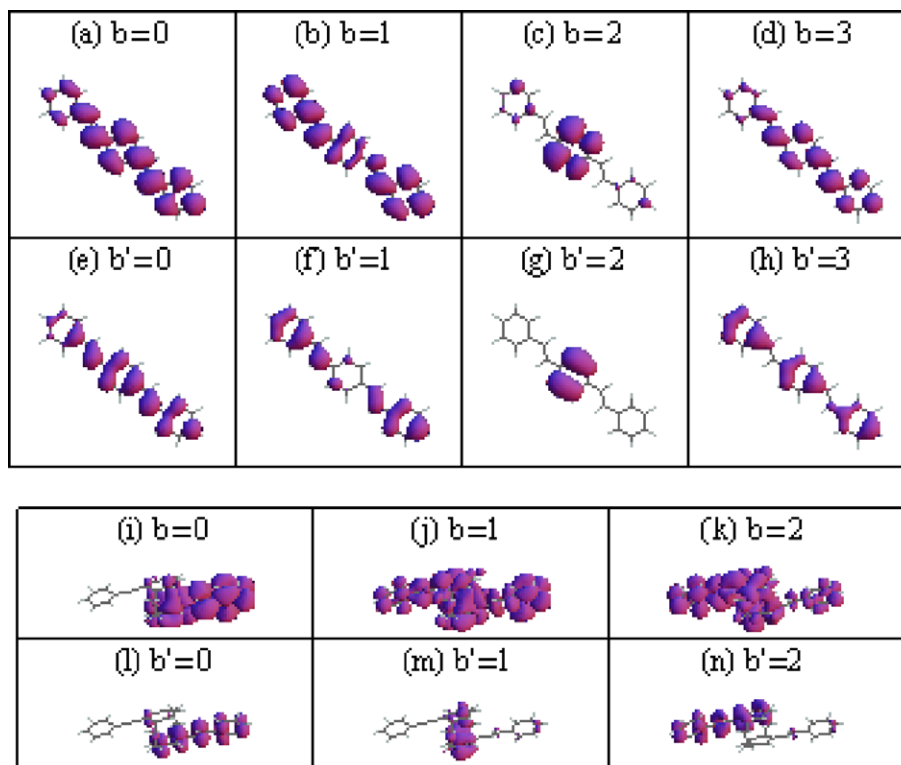 (a) b=0 (b) b=1 (c) b=2 (d) b=3
(e) b'=0 (f) b'=1 (g) b'=2 (h) b'=3
(i) b=0 (j) b=1 (k) b=2
(l) b'=0 (m) b'=1 (n) b'=2